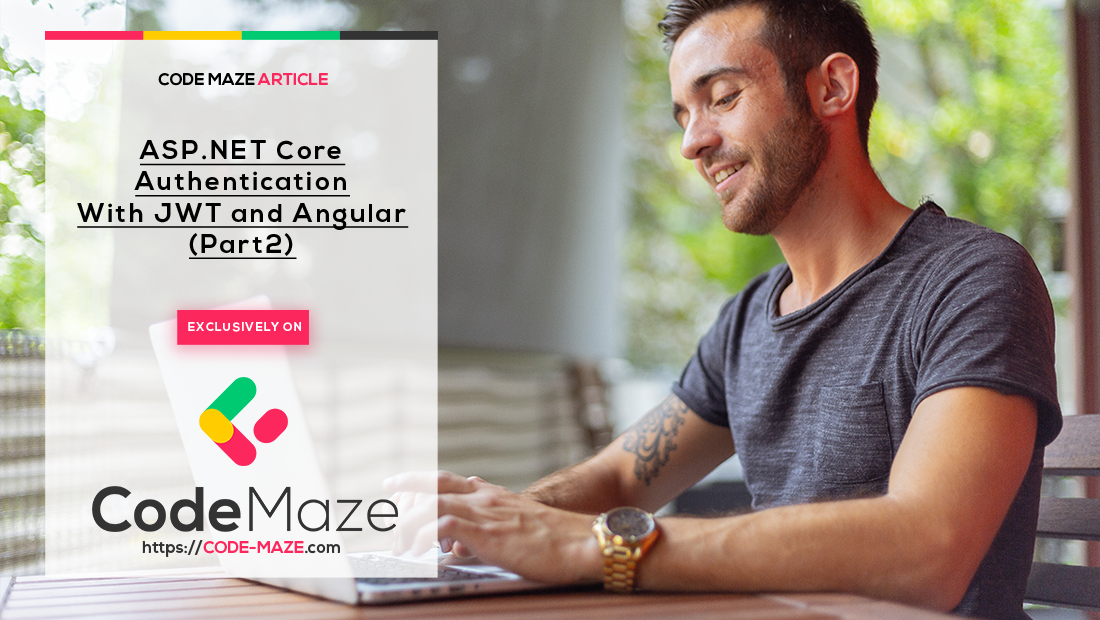 CODE MAZE ARTICLE
ASP.NET Core
Authentication
With JWT and Angular
(Part2)
EXCLUSIVELY ON
CodeMaze
https://CODE-MAZE.com